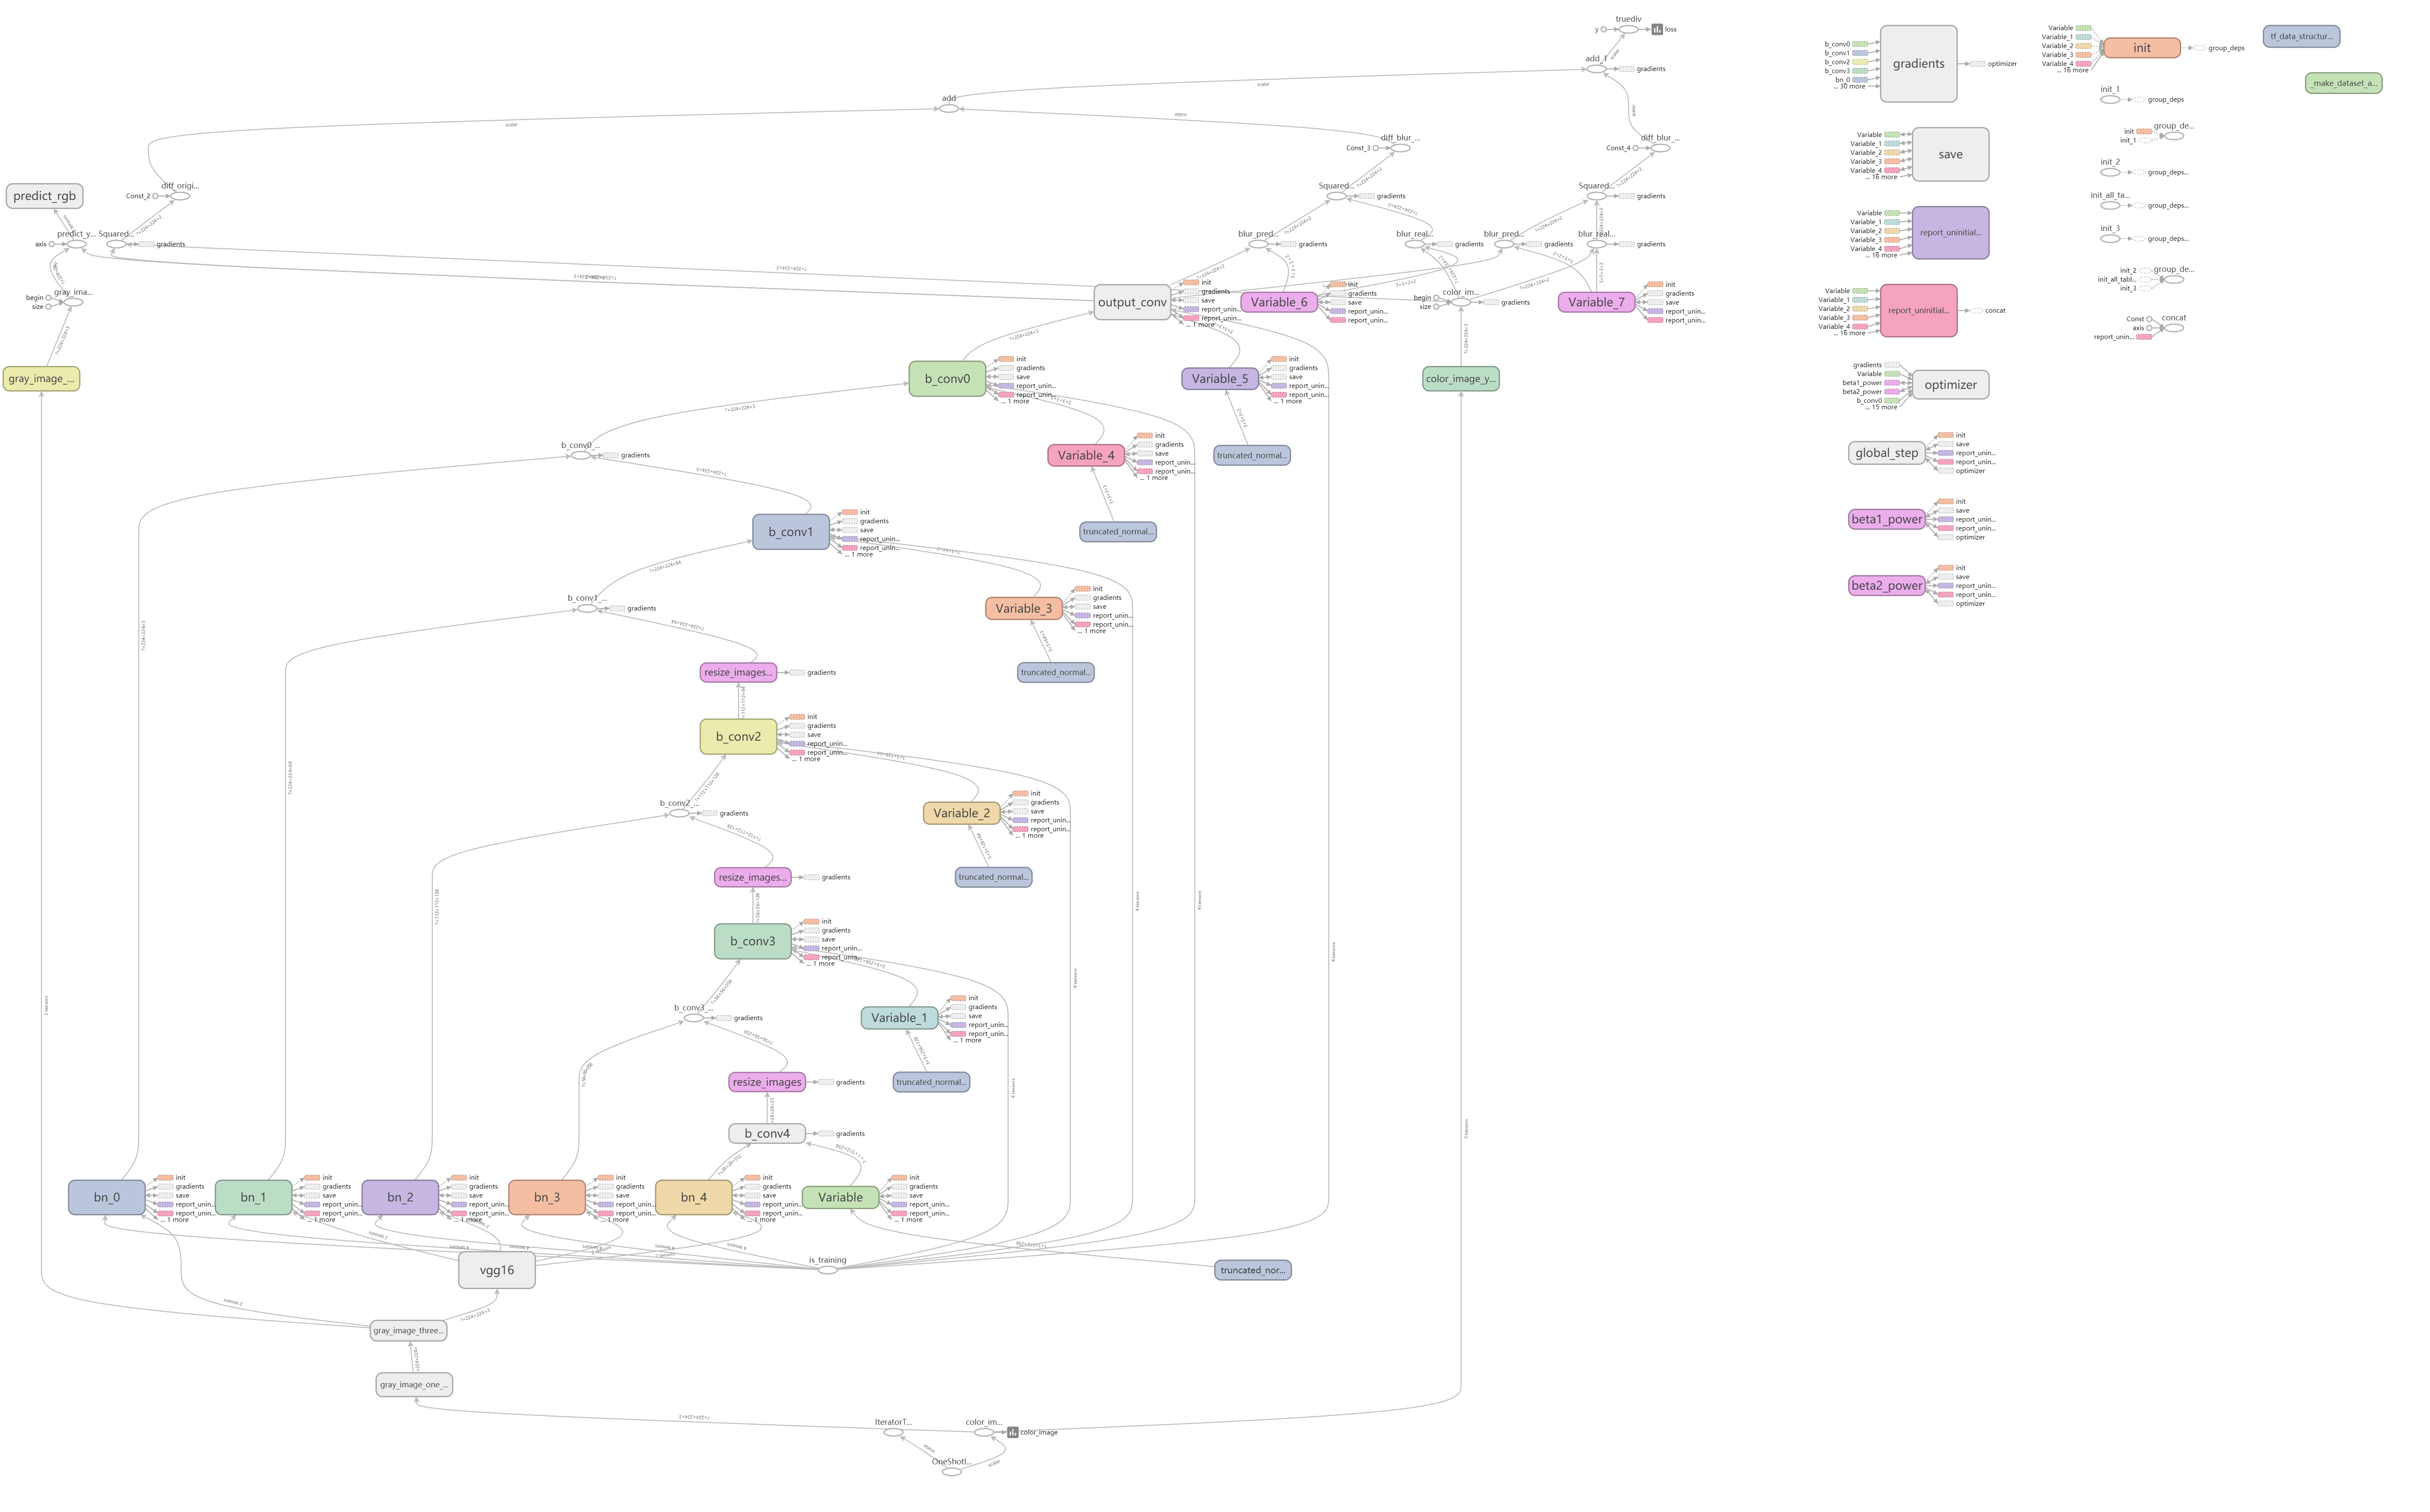 truediv
y
loss
scalar
add_1
gradients
scalar
add
scalar
scalar
scalar
diff_blur_...
Const_3
diff_blur_...
Const_4
predict_rgb
diff_origi...
Const_2
Squared...
gradients
Squared...
gradients
predict_y...
axis
Squared...
gradients
blur_pred...
gradients
blur_real...
gradients
blur_pred...
gradients
blur_real...
gradients
gray_ima...
begin
size
output_conv
init
gradients
save
report_unin...
report_unin...
... 1 more
Variable_6
init
gradients
save
report_unin...
report_unin...
color_im...
begin
size
gradients
Variable_7
init
gradients
save
report_unin...
report_unin...
gray_image_...
b_conv0
init
gradients
save
report_unin...
report_unin...
... 1 more
Variable_5
init
gradients
save
report_unin...
report_unin...
... 1 more
color_image_y...
b_conv0_...
gradients
Variable_4
init
gradients
save
report_unin...
report_unin...
... 1 more
truncated_normal...
b_conv1
init
gradients
save
report_unin...
report_unin...
... 1 more
truncated_normal...
b_conv1_...
gradients
Variable_3
init
gradients
save
report_unin...
report_unin...
... 1 more
resize_images...
gradients
truncated_normal...
b_conv2
init
gradients
save
report_unin...
report_unin...
... 1 more
b_conv2_...
gradients
Variable_2
init
gradients
save
report_unin...
report_unin...
... 1 more
resize_images...
gradients
truncated_normal...
b_conv3
init
gradients
save
report_unin...
report_unin...
... 1 more
b_conv3_...
gradients
Variable_1
init
gradients
save
report_unin...
report_unin...
... 1 more
resize_images
gradients
truncated_normal...
b_conv4
gradients
bn_0
init
gradients
save
report_unin...
report_unin...
... 1 more
bn_1
init
gradients
save
report_unin...
report_unin...
... 1 more
bn_2
init
gradients
save
report_unin...
report_unin...
... 1 more
bn_3
init
gradients
save
report_unin...
report_unin...
... 1 more
bn_4
init
gradients
save
report_unin...
report_unin...
... 1 more
Variable
init
gradients
save
report_unin...
report_unin...
... 1 more
vgg16
is_training
truncated_nor...
gray_image_three...
gray_image_one_...
IteratorT...
color_im...
color_image
OneShotI...
scalar
scalar
b_conv0
b_conv1
b_conv2
b_conv3
bn_0
... 30 more
gradients
optimizer
Variable
Variable_1
Variable_2
Variable_3
Variable_4
... 16 more
save
Variable
Variable_1
Variable_2
Variable_3
Variable_4
... 16 more
report_uninitial...
Variable
Variable_1
Variable_2
Variable_3
Variable_4
... 16 more
report_uninitial...
concat
gradients
Variable
beta1_power
beta2_power
b_conv0
... 15 more
optimizer
global_step
init
save
report_unin...
report_unin...
optimizer
beta1_power
init
save
report_unin...
report_unin...
optimizer
beta2_power
init
save
report_unin...
report_unin...
optimizer
Variable
Variable_1
Variable_2
Variable_3
Variable_4
... 16 more
init
group_deps
init_1
group_deps
group_de...
init
init_1
init_2
group_deps...
init_all_ta...
group_deps...
init_3
group_deps...
group_de...
init_2
init_all_tabl...
init_3
concat
Const
axis
report_unin...
tf_data_structur...
_make_dataset_a...